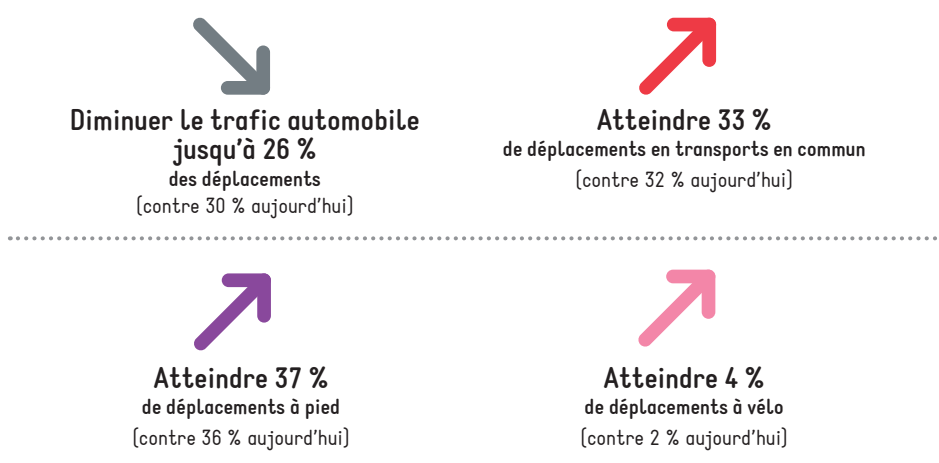 Diminuer le trafic automobile
jusqu'à 26 %
des déplacements
(contre 30 % aujourd'hui)
Atteindre 33 %
de déplacements en transports en commun
(contre 32 % aujourd'hui)
Atteindre 37 %
de déplacements à pied
(contre 36 % aujourd'hui)
Atteindre 4 %
de déplacements à vélo
(contre 2 % aujourd'hui)